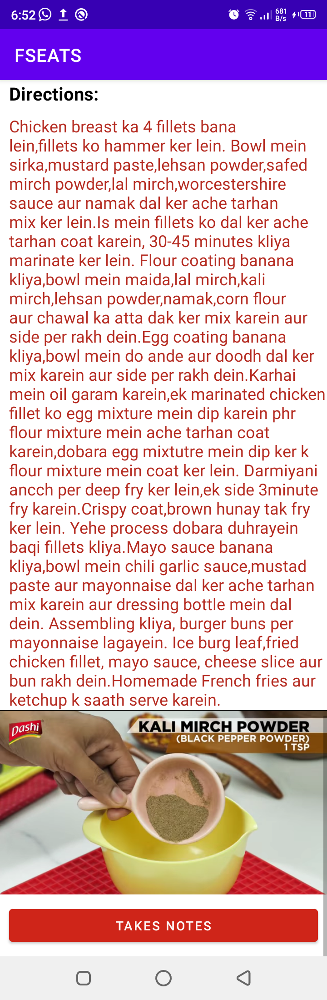 6:52
681
B/s
11
FSEATS
Directions:
Chicken breast ka 4 fillets bana
lein,fillets ko hammer ker lein. Bowl mein
sirka,mustard paste,lehsan powder,safed
mirch powder,lal mirch,worcestershire
sauce aur namak dal ker ache tarhan
mix ker lein.Is mein fillets ko dal ker ache
tarhan coat karein, 30-45 minutes kliya
marinate ker lein. Flour coating banana
kliya,bowl mein maida,lal mirch,kali
mirch,lehsan powder,namak,corn flour
aur chawal ka atta dak ker mix karein aur
side per rakh dein.Egg coating banana
kliya,bowl mein do ande aur doodh dal ker
mix karein aur side per rakh dein.Karhai
mein oil garam karein,ek marinated chicken
fillet ko egg mixture mein dip karein phr
flour mixture mein ache tarhan coat
karein,dobara egg mixtutre mein dip ker k
flour mixture mein coat ker lein. Darmiyani
ancch per deep fry ker lein,ek side 3minute
fry karein.Crispy coat,brown hunay tak fry
ker lein. Yehe process dobara duhrayein
baqi fillets kliya.Mayo sauce banana
kliya,bowl mein chili garlic sauce,mustad
paste aur mayonnaise dal ker ache tarhan
mix karein aur dressing bottle mein dal
dein. Assembling kliya, burger buns per
mayonnaise lagayein. Ice burg leaf,fried
chicken fillet, mayo sauce, cheese slice aur
bun rakh dein.Homemade French fries aur
ketchup k saath serve karein.
Dashi
KALI MIRCH POWDER
(BLACK PEPPER POWDER)
1 TSP
TAKES NOTES